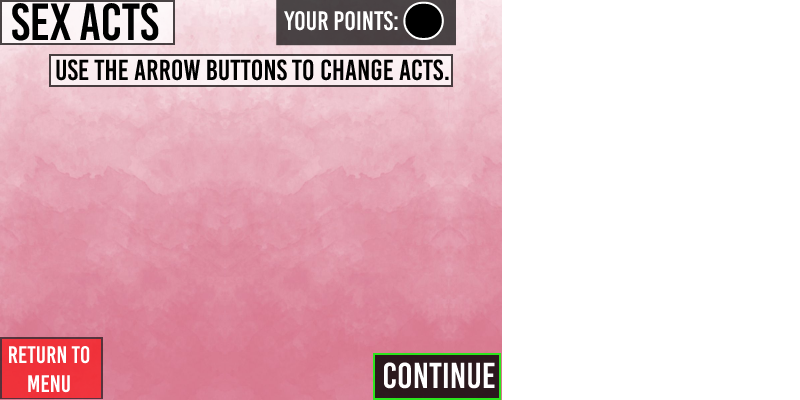 SEX ACTS
YOUR POINTS:
USE THE ARROW BUTTONS TO CHANGE ACTS.
RETURN TO
MENU
CONTINUE